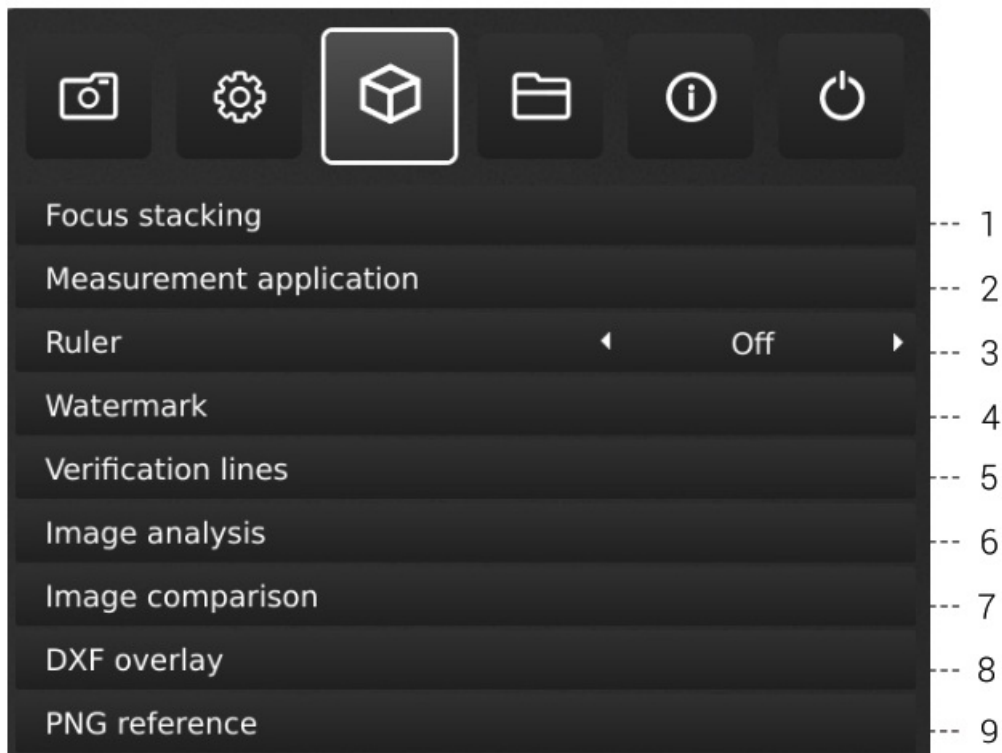 Focus stacking 1
Measurement application 2
Ruler Off 3
Watermark 4
Verification lines 5
Image analysis 6
Image comparison 7
DXF overlay 8
PNG reference 9